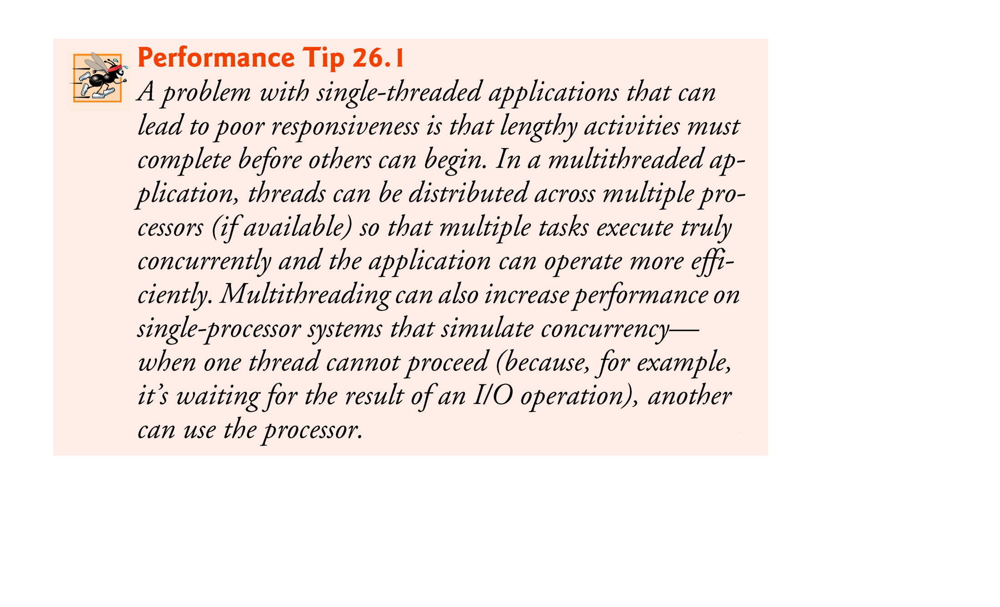 Performance Tip 26.1
A problem with single-threaded applications that can
lead to poor responsiveness is that lengthy activities must
complete before others can begin. In a multithreaded ap-
plication, threads can be distributed across multiple pro-
cessors (if available) so that multiple tasks execute truly
concurrently and the application can operate more effi-
ciently. Multithreading can also increase performance on
single-processor systems that simulate concurrency—
when one thread cannot proceed (because, for example,
it’s waiting for the result of an I/O operation), another
can use the processor.